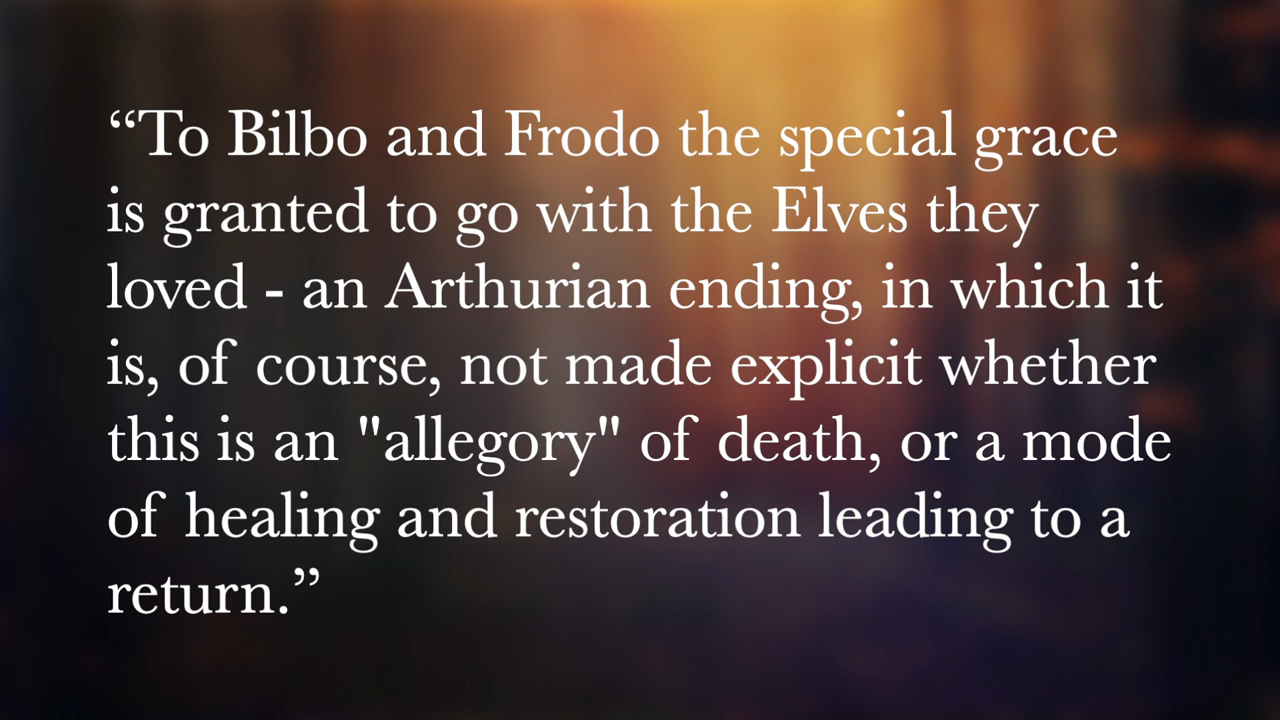 “To Bilbo and Frodo the special grace
is granted to go with the Elves they
loved - an Arthurian ending, in which it
is, of course, not made explicit whether
this is an "allegory" of death, or a mode
of healing and restoration leading to a
return.”